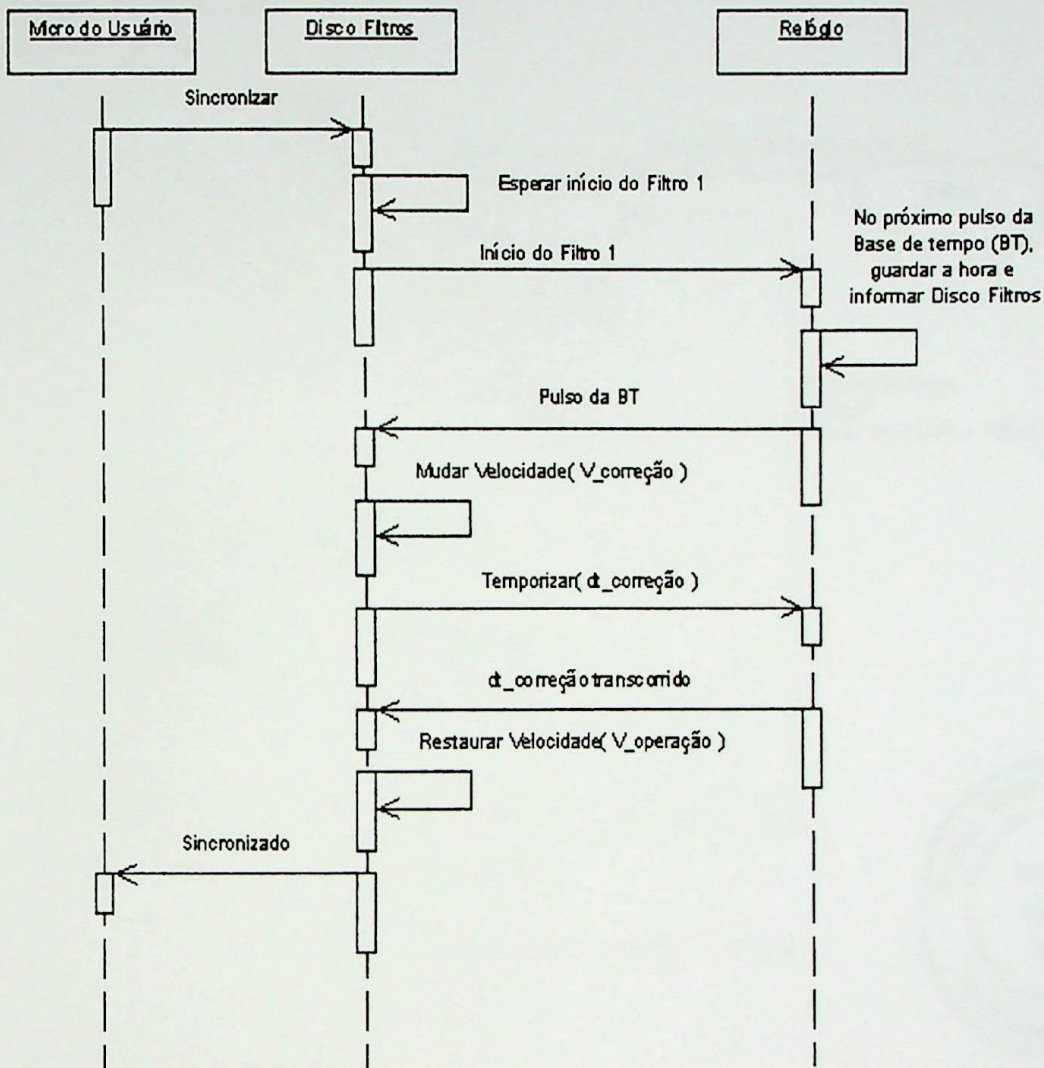 Micro do Usuário
Disco Filtros
Relógio
Sincronizar
Esperar início do Filtro 1
No próximo pulso da
Base de tempo (BT),
guardar a hora e
informar Disco Filtros
Início do Filtro 1
Pulso da BT
Mudar Velocidade( V_correção )
Temporizar( dt_correção )
dt_correção transcorrido
Restaurar Velocidade( V_operação )
Sincronizado